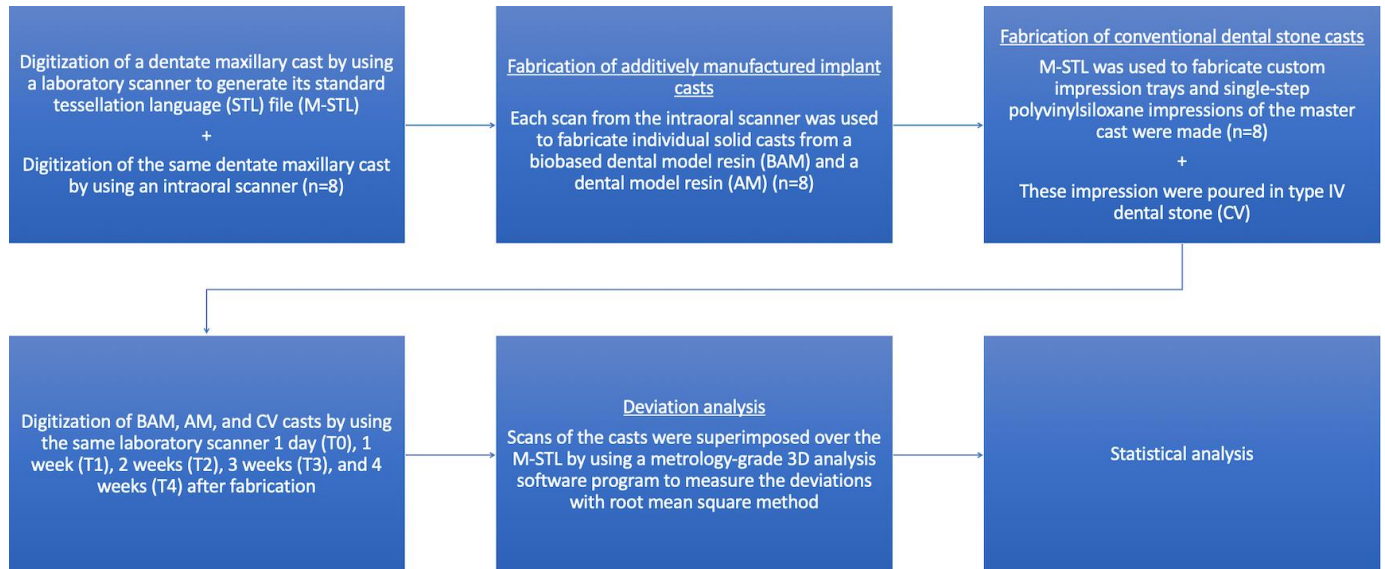 Digitization of a dentate maxillary cast by using
a laboratory scanner to generate its standard
tessellation language (STL) file (M-STL)
+
Digitization of the same dentate maxillary cast
by using an intraoral scanner (n=8)
Fabrication of additively manufactured implant
casts
Each scan from the intraoral scanner was used
to fabricate individual solid casts from a
biobased dental model resin (BAM) and a
dental model resin (AM) (n=8)
Fabrication of conventional dental stone casts
M-STL was used to fabricate custom
impression trays and single-step
polyvinylsiloxane impressions of the master
cast were made (n=8)
+
These impression were poured in type IV
dental stone (CV)
Digitization of BAM, AM, and CV casts by using
the same laboratory scanner 1 day (T0), 1
week (T1), 2 weeks (T2), 3 weeks (T3), and 4
weeks (T4) after fabrication
Deviation analysis
Scans of the casts were superimposed over the
M-STL by using a metrology-grade 3D analysis
software program to measure the deviations
with root mean square method
Statistical analysis